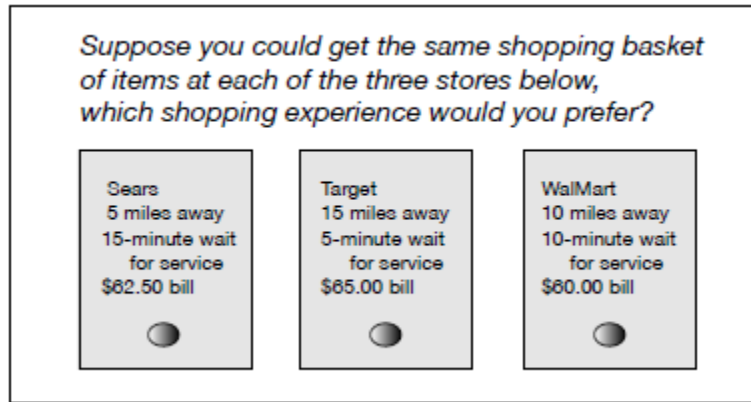 Suppose you could get the same shopping basket
of items at each of the three stores below,
which shopping experience would you prefer?
Sears
5 miles away
15-minute wait
for service
$62.50 bill
Target
15 miles away
5-minute wait
for service
$65.00 bill
WalMart
10 miles away
10-minute wait
for service
$60.00 bill